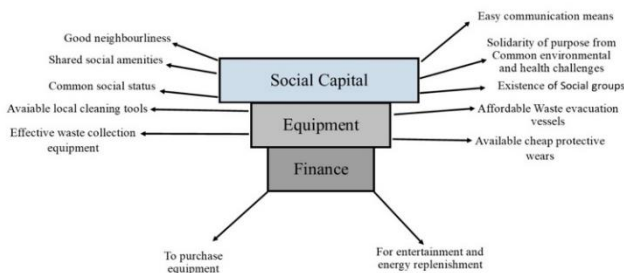 Good neighbourliness
Shared social amenities
Common social status
Avaiable local cleaning tools
Effective waste collection
equipment
Social Capital
Equipment
Finance
Easy communication means
Solidarity of purpose from
Common environmental
and health challenges
Existence of Social groups
Affordable Waste evacuation
vessels
Available cheap protective
wears
To purchase
equipment
For entertainment and
energy replenishment